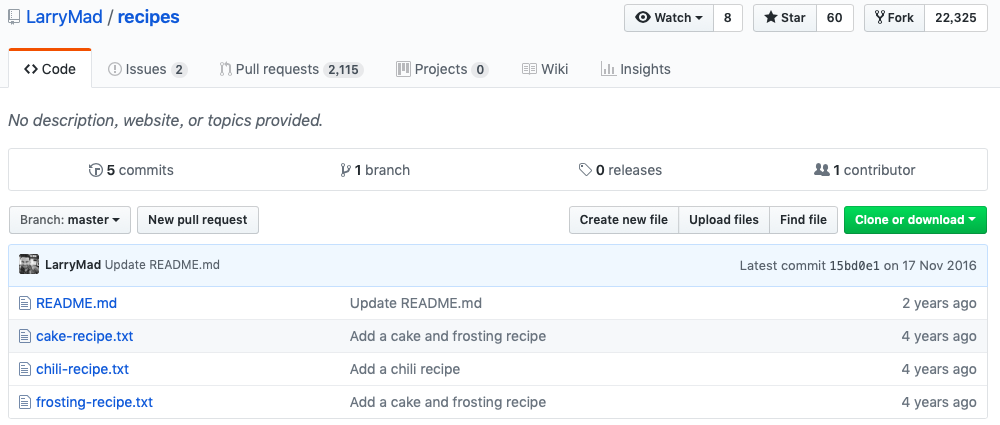 LarryMad / recipes
Watch 8 Star 60 Fork 22,325
Code Issues 2 Pull requests 2,115 Projects 0 Wiki Insights
No description, website, or topics provided.
5 commits 1 branch 0 releases 1 contributor
Branch: master New pull request Create new file Upload files Find file Clone or download
LarryMad Update README.md Latest commit 15bd0e1 on 17 Nov 2016
README.md Update README.md 2 years ago
cake-recipe.txt Add a cake and frosting recipe 4 years ago
chili-recipe.txt Add a chili recipe 4 years ago
frosting-recipe.txt Add a cake and frosting recipe 4 years ago